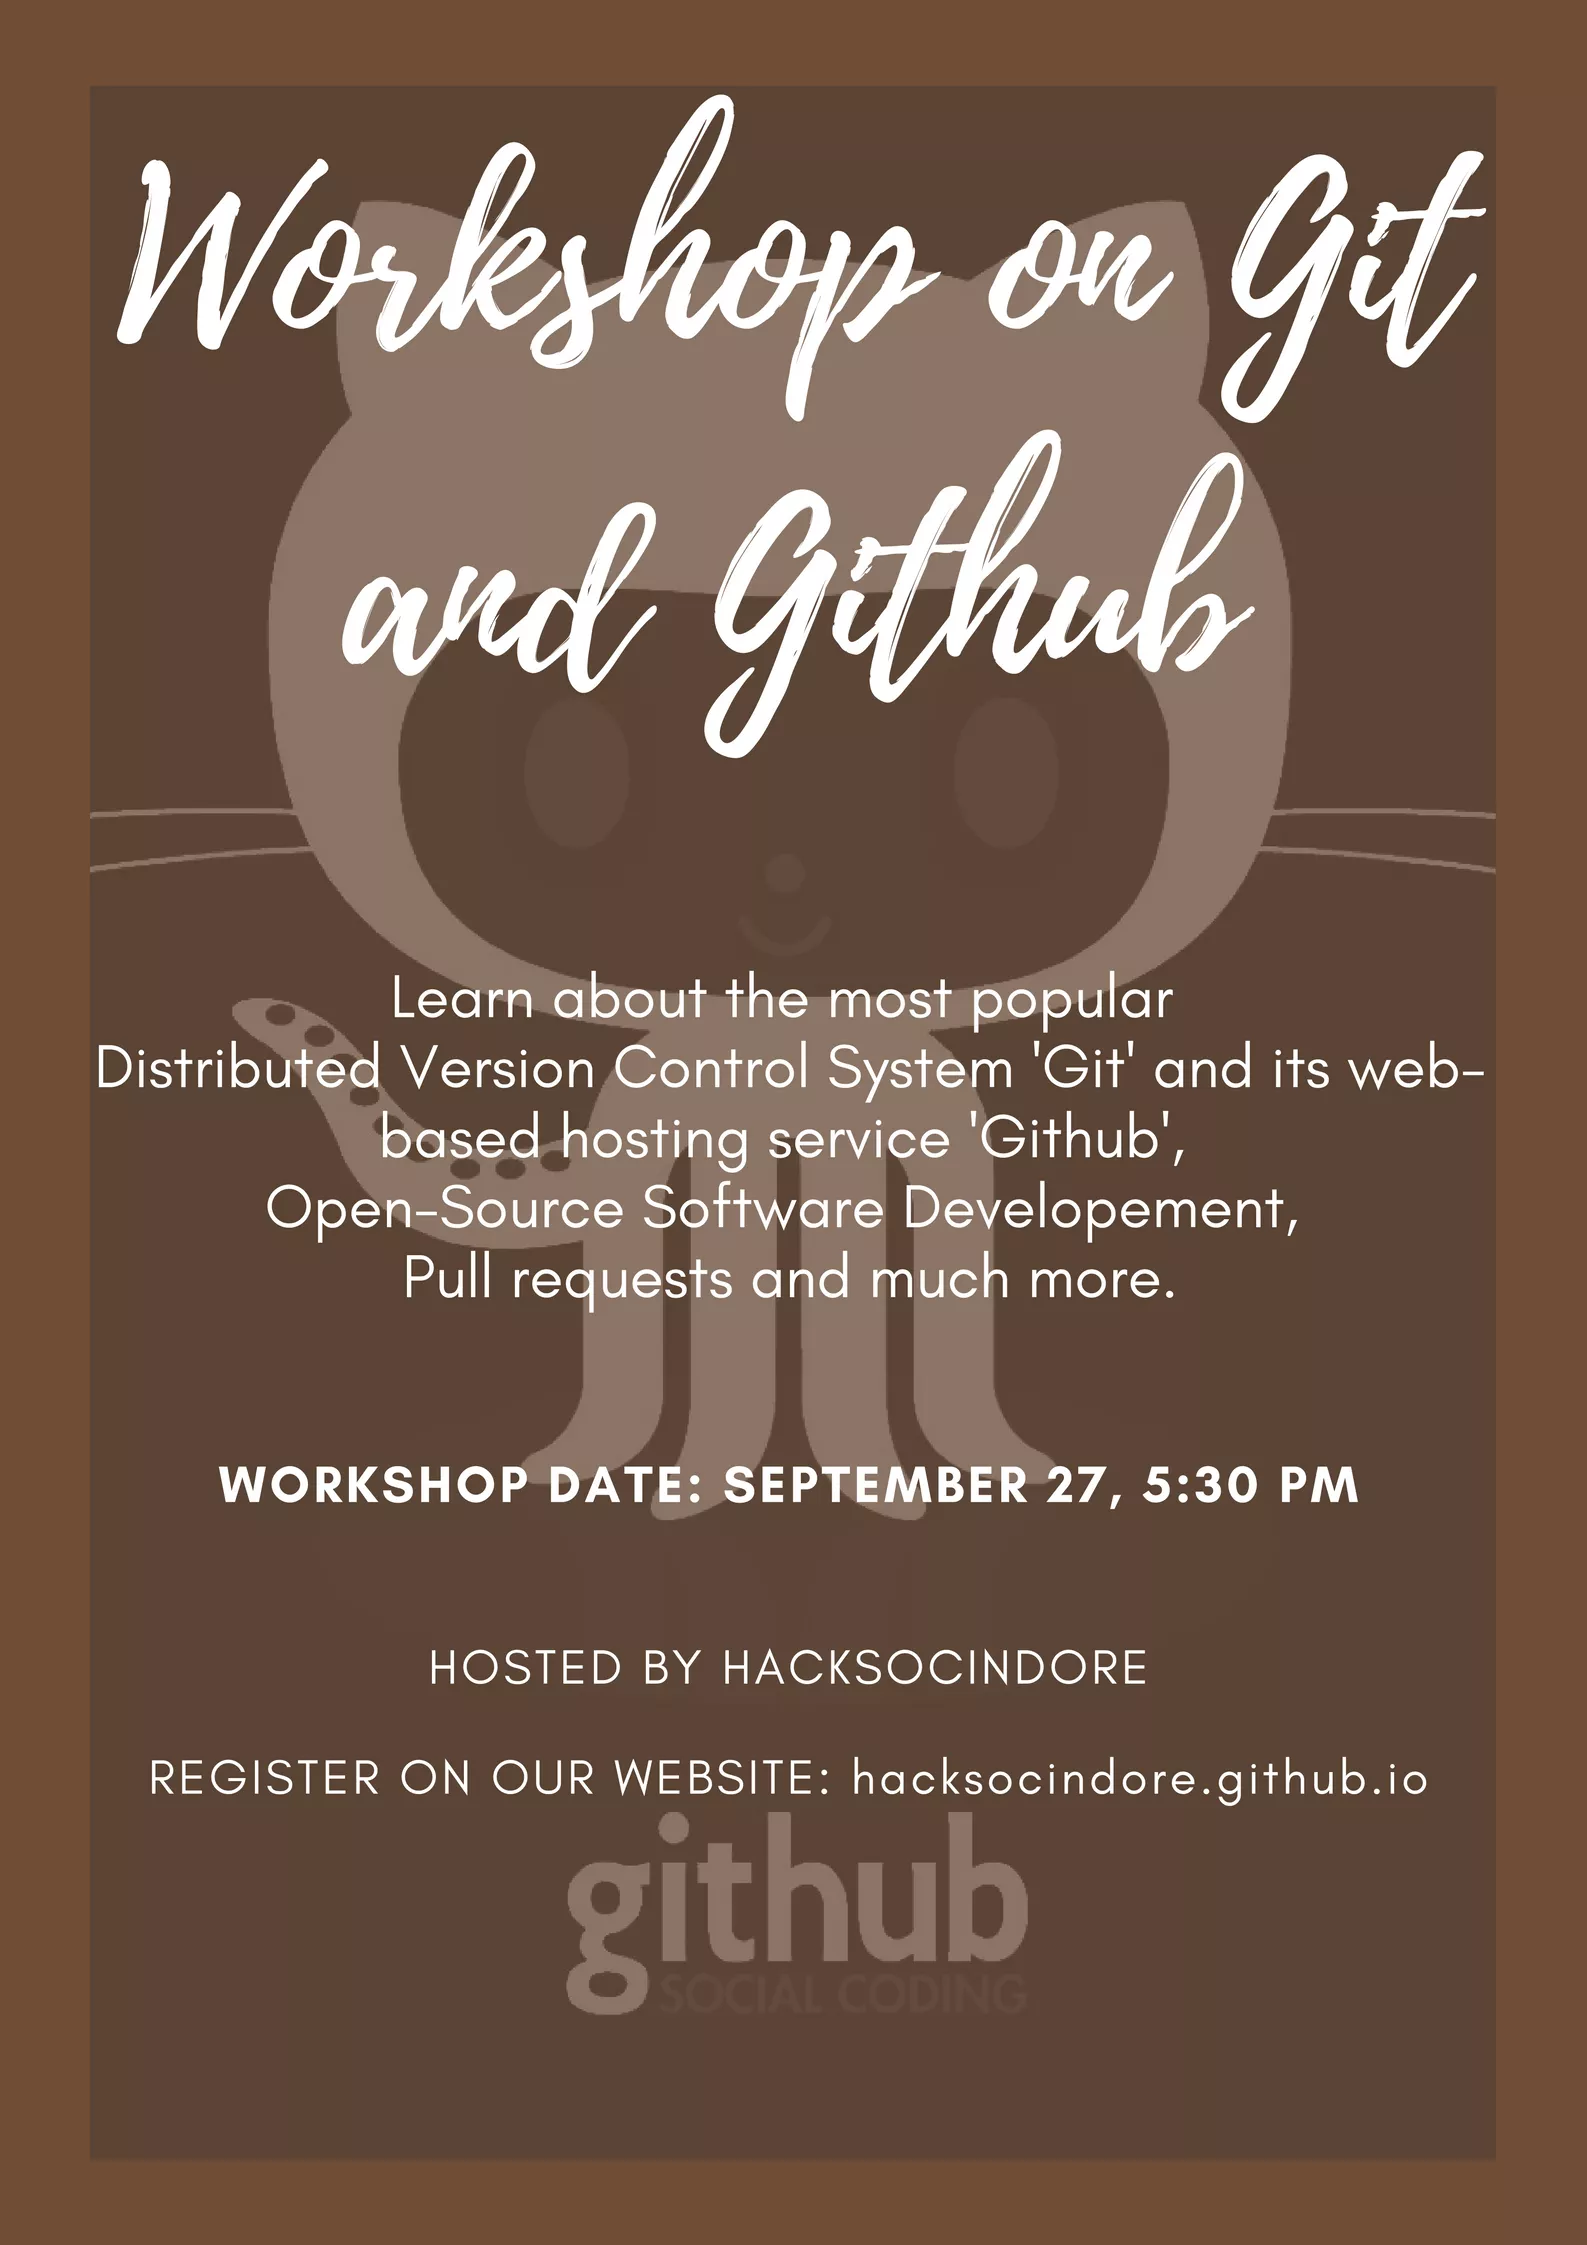 Workshop on Git
and Github
Learn about the most popular
Distributed Version Control System 'Git' and its web-
based hosting service 'Github',
Open-Source Software Developement,
Pull requests and much more.
WORKSHOP DATE: SEPTEMBER 27, 5:30 PM
HOSTED BY HACKSOCINDORE
REGISTER ON OUR WEBSITE: hacksocindore.github.io
github
SOCIAL CODING